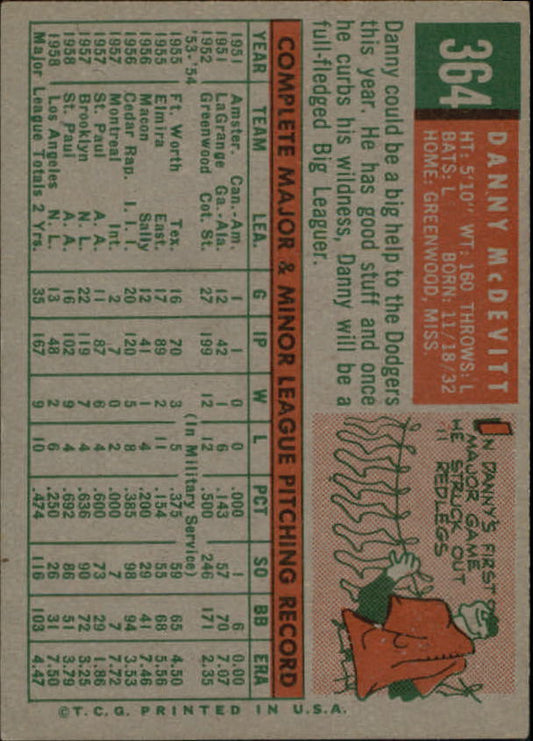 364
DANNY McDEVITT
HT: 5'10" WT: 160 THROWS: L
BATS: L BORN: 11/18/32
HOME: GREENWOOD, MISS
Danny could be a big help to the Dodgers
this year. He has good stuff and once
he curbs his wildness, Danny will be a
full-fledged Big Leaguer.
IN DANNY'S FIRST
MAJOR GAME
HE STRUCK OUT
11 REDLEGS
COMPLETE MAJOR & MINOR LEAGUE PITCHING RECORD
YEAR TEAM LEA. G IP W L PCT SO BB ERA
1951 Amster. Can.-Am. 1 1 0 0 .000 1 6 0.00
1951 LaGrange Ga.-Ala. 12 42 1 6 .143 57 70 7.07
1952 Greenwood Cot. St. 27 199 12 12 .500 246 171 2.35
'53-'54 (In Military Service)
1955 Ft. Worth Tex. 16 70 3 5 .375 59 65 4.50
1955 Elmira East. 17 89 2 11 .154 55 68 5.56
1956 Macon Sally 12 41 1 4 .200 29 41 7.46
1956 Cedar Rap. I. I. I. 20 120 5 8 .385 98 94 3.53
1957 Montreal Int. 2 7 0 2 .000 7 7 7.72
1957 St. Paul A. A. 11 87 6 4 .600 73 29 1.86
1957 Brooklyn N. L. 22 119 7 4 .636 90 72 3.25
1958 St. Paul A. A. 16 102 9 4 .692 86 51 3.79
1958 Los Angeles N. L. 13 48 2 6 .250 26 31 7.50
Major League Totals 2 Yrs. 35 167 9 10 .474 116 103 4.47
© T. C. G. PRINTED IN U. S. A.